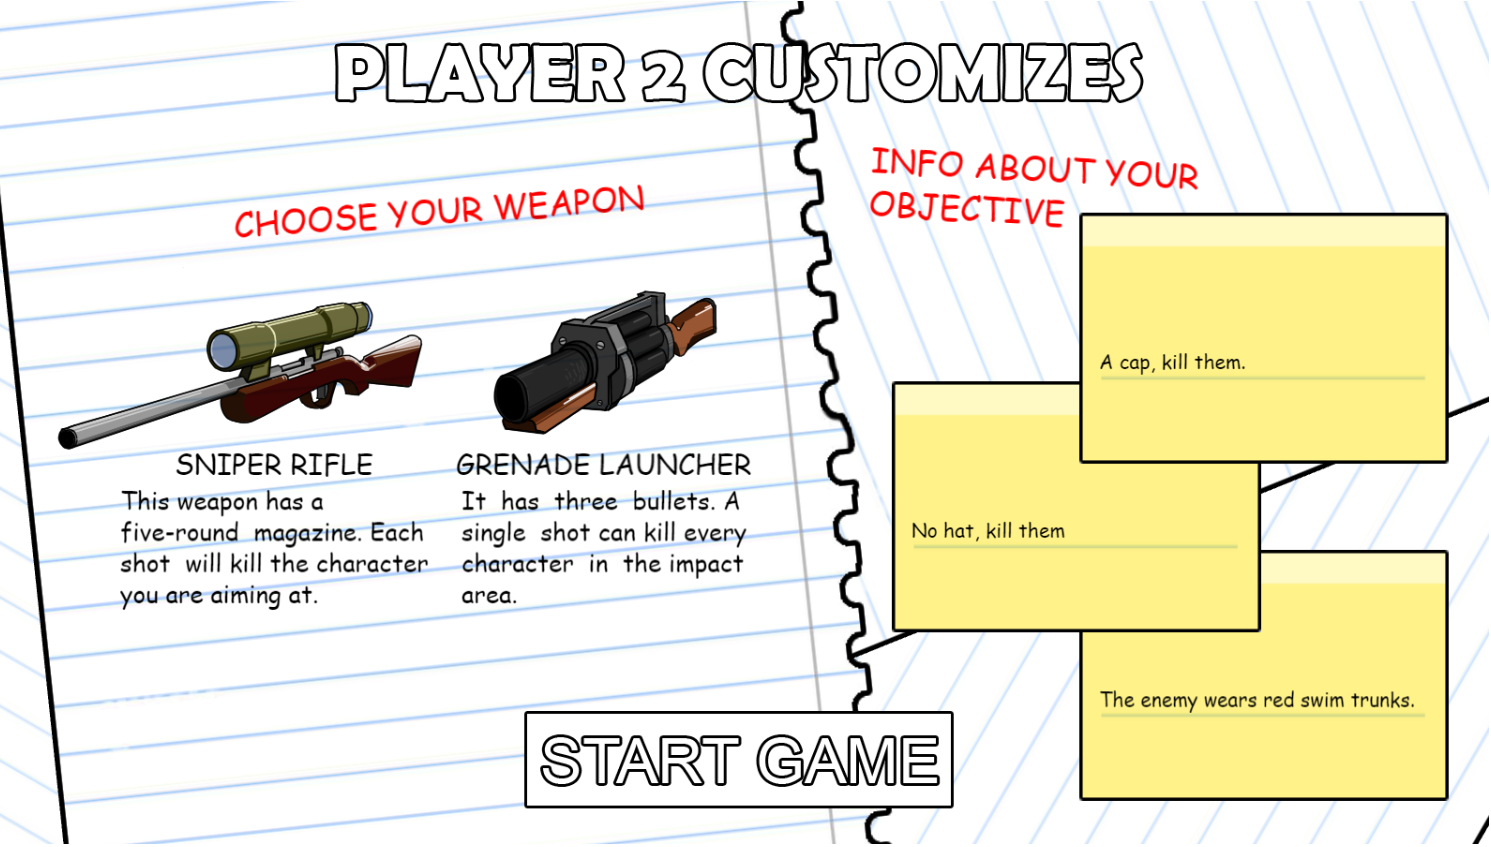 PLAYER 2 CUSTOMIZES
CHOOSE YOUR WEAPON
SNIPER RIFLE
This weapon has a
five-round magazine. Each
shot will kill the character
you are aiming at.
GRENADE LAUNCHER
It has three bullets. A
single shot can kill every
character in the impact
area.
INFO ABOUT YOUR
OBJECTIVE
A cap, kill them.
No hat, kill them
The enemy wears red swim trunks.
START GAME